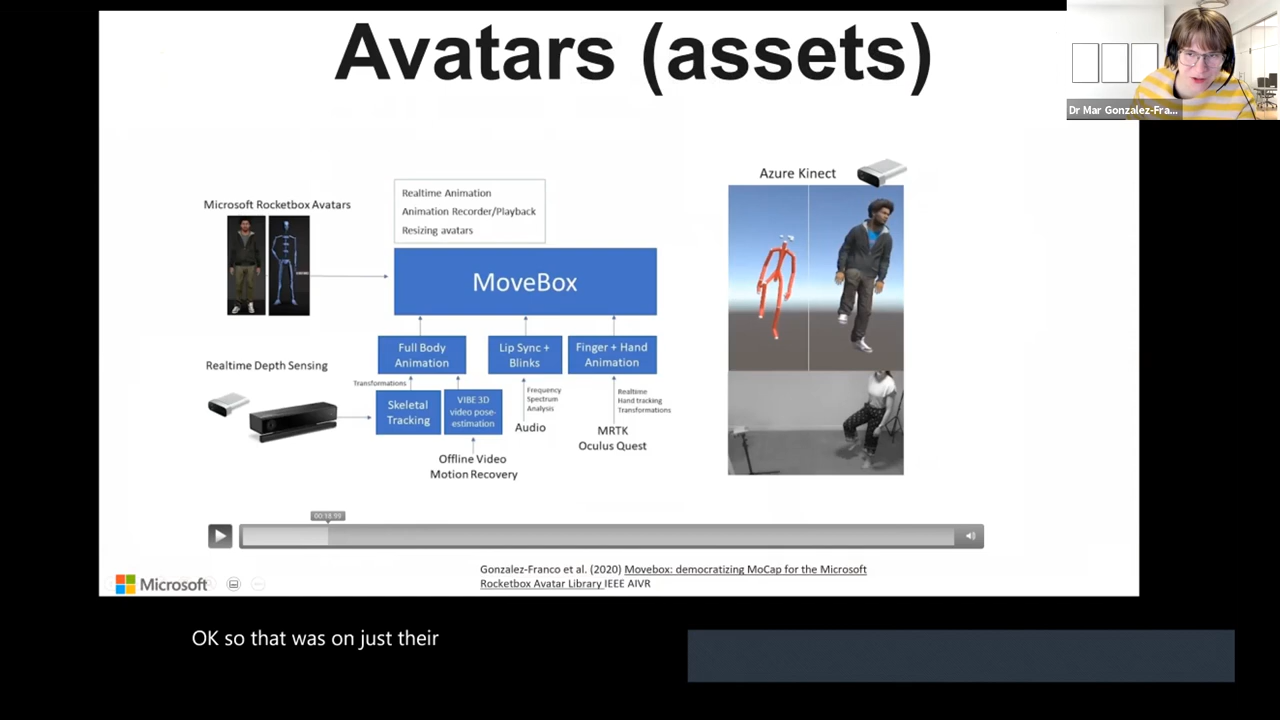 Avatars (assets)
Dr Mar Gonzalez-Fra...
Azure Kinect
Microsoft Rocketbox Avatars
Realtime Animation
Animation Recorder/Playback
Resizing avatars
MoveBox
Full Body
Animation
Lip Sync +
Blinks
Finger + Hand
Animation
Realtime Depth Sensing
Transformations
Skeletal
Tracking
VIBE 3D
video pose-
estimation
Frequency
Spectrum
Analysis
Audio
Realtime
Hand tracking
Transformations
MRTK
Oculus Quest
Offline Video
Motion Recovery
00:18.99
Gonzalez-Franco et al. (2020) Movebox: democratizing MoCap for the Microsoft
Rocketbox Avatar Library IEEE AIVR
Microsoft
OK so that was on just their